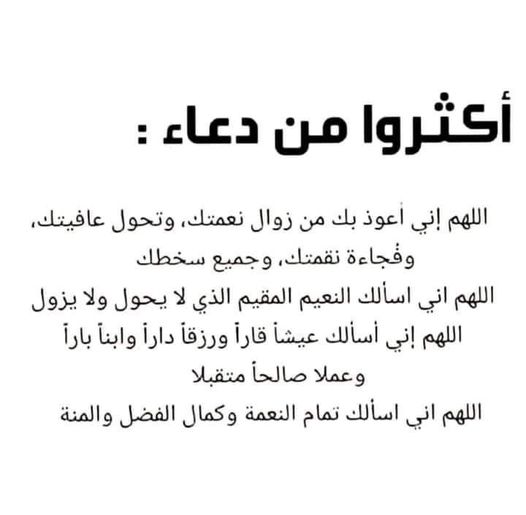 أكثروا من دعاء :
اللهم إني أعوذ بك من زوال نعمتك، وتحول عافيتك،
وفُجاءة نقمتك، وجميع سخطك
اللهم اني اسألك النعيم المقيم الذي لا يحول ولا يزول
اللهم إني أسألك عيشاً قاراً ورزقاً داراً وابناً باراً
وعملا صالحاً متقبلا
اللهم اني اسألك تمام النعمة وكمال الفضل والمنة